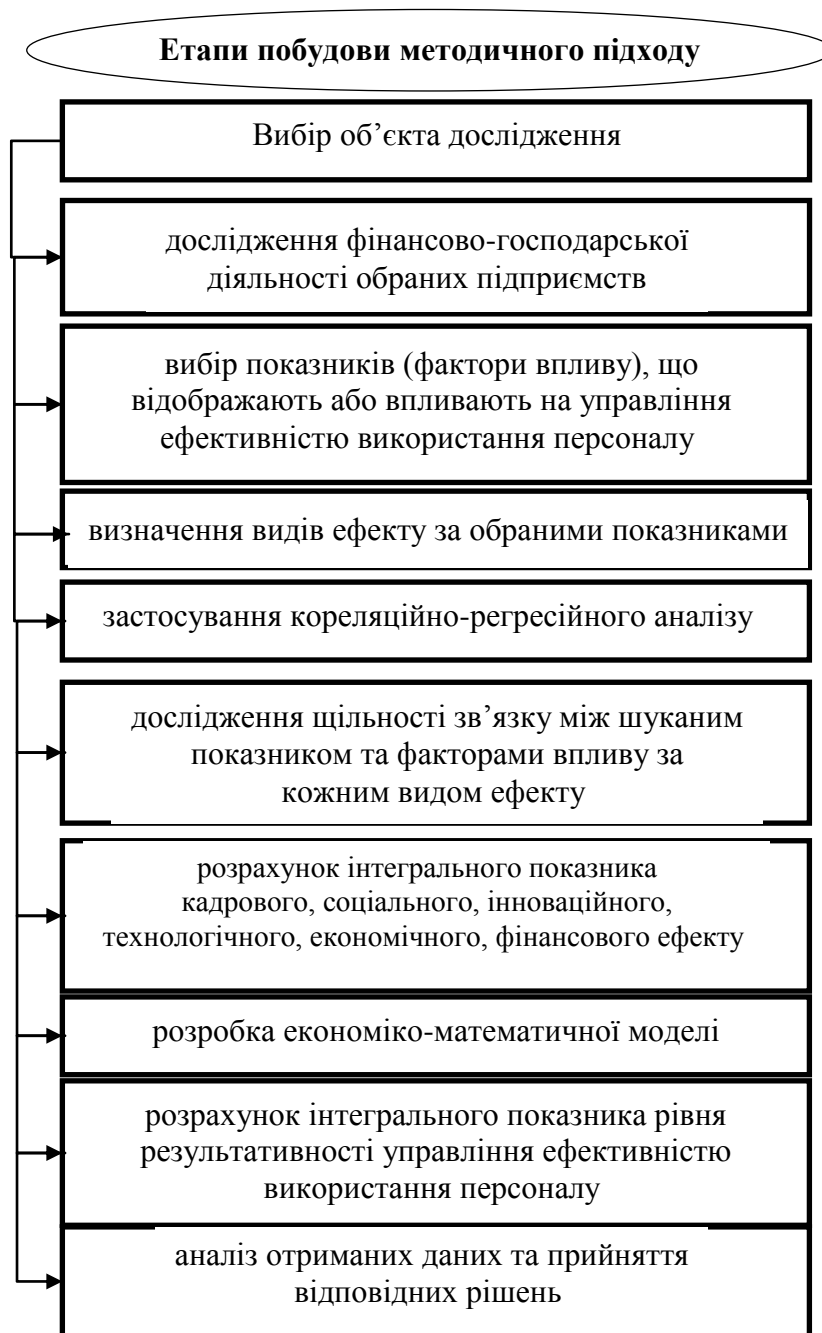 Етапи побудови методичного підходу
Вибір об’єкта дослідження
дослідження фінансово-господарської
діяльності обраних підприємств
вибір показників (фактори впливу), що
відображають або впливають на управління
ефективністю використання персоналу
визначення видів ефекту за обраними показниками
застосування кореляційно-регресійного аналізу
дослідження щільності зв’язку між шуканим
показником та факторами впливу за
кожним видом ефекту
розрахунок інтегрального показника
кадрового, соціального, інноваційного,
технологічного, економічного, фінансового ефекту
розробка економіко-математичної моделі
розрахунок інтегрального показника рівня
результативності управління ефективністю
використання персоналу
аналіз отриманих даних та прийняття
відповідних рішень